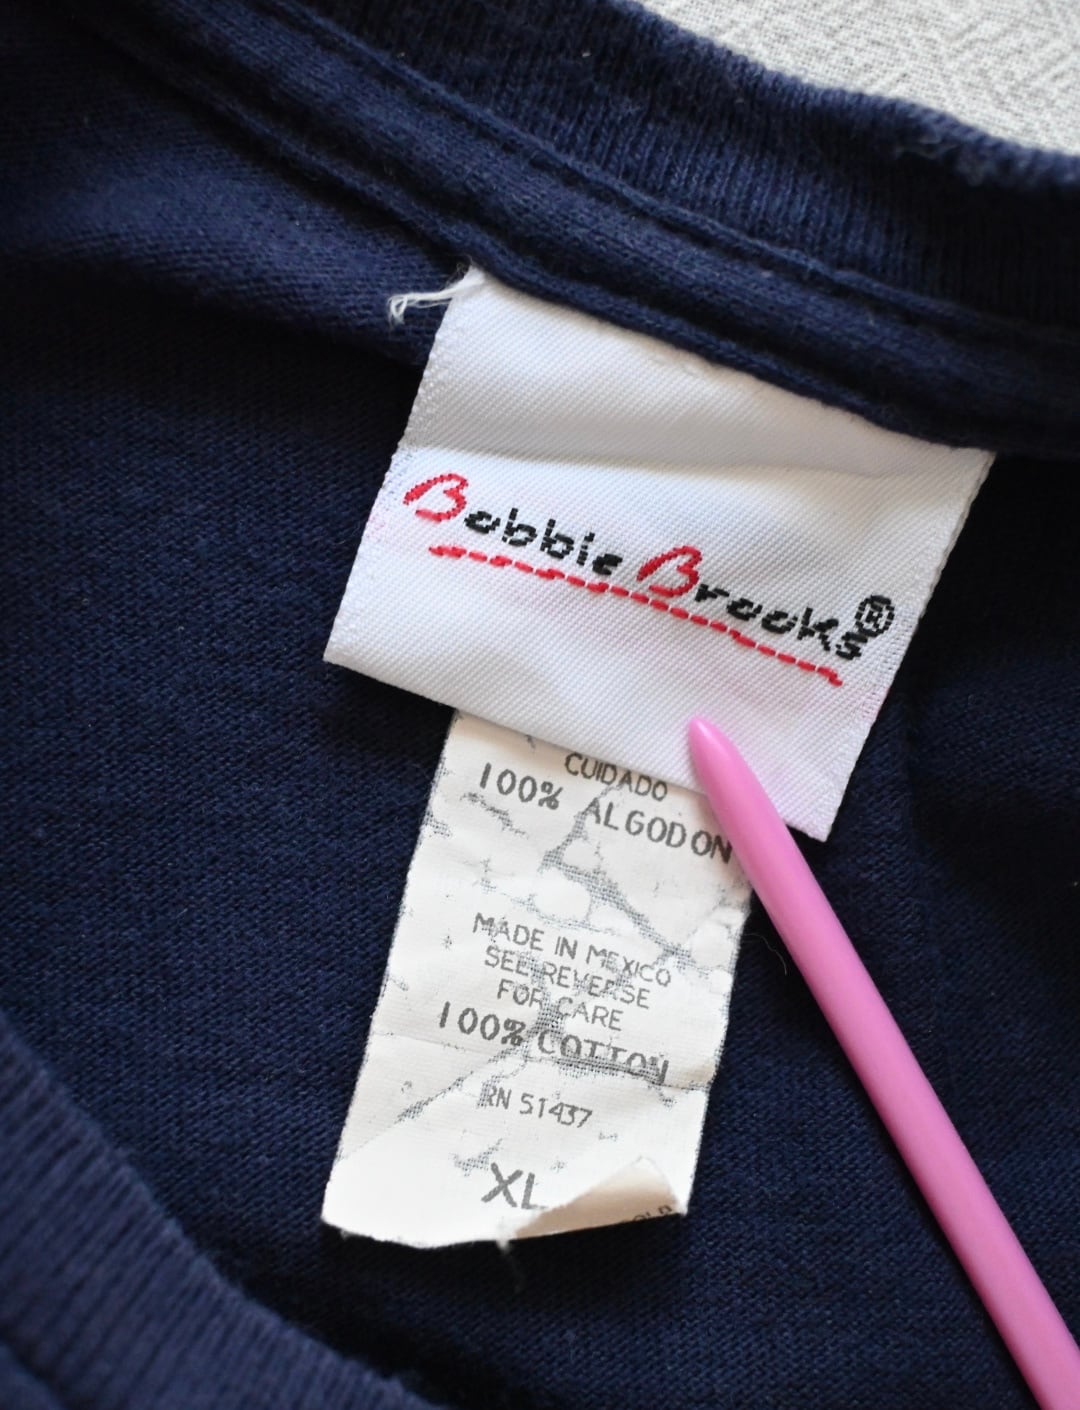 Bobbie Brooks®
CUIDADO
100% ALGODON
MADE IN MEXICO
SEE REVERSE
FOR CARE
100% COTTON
RN 51437
XL